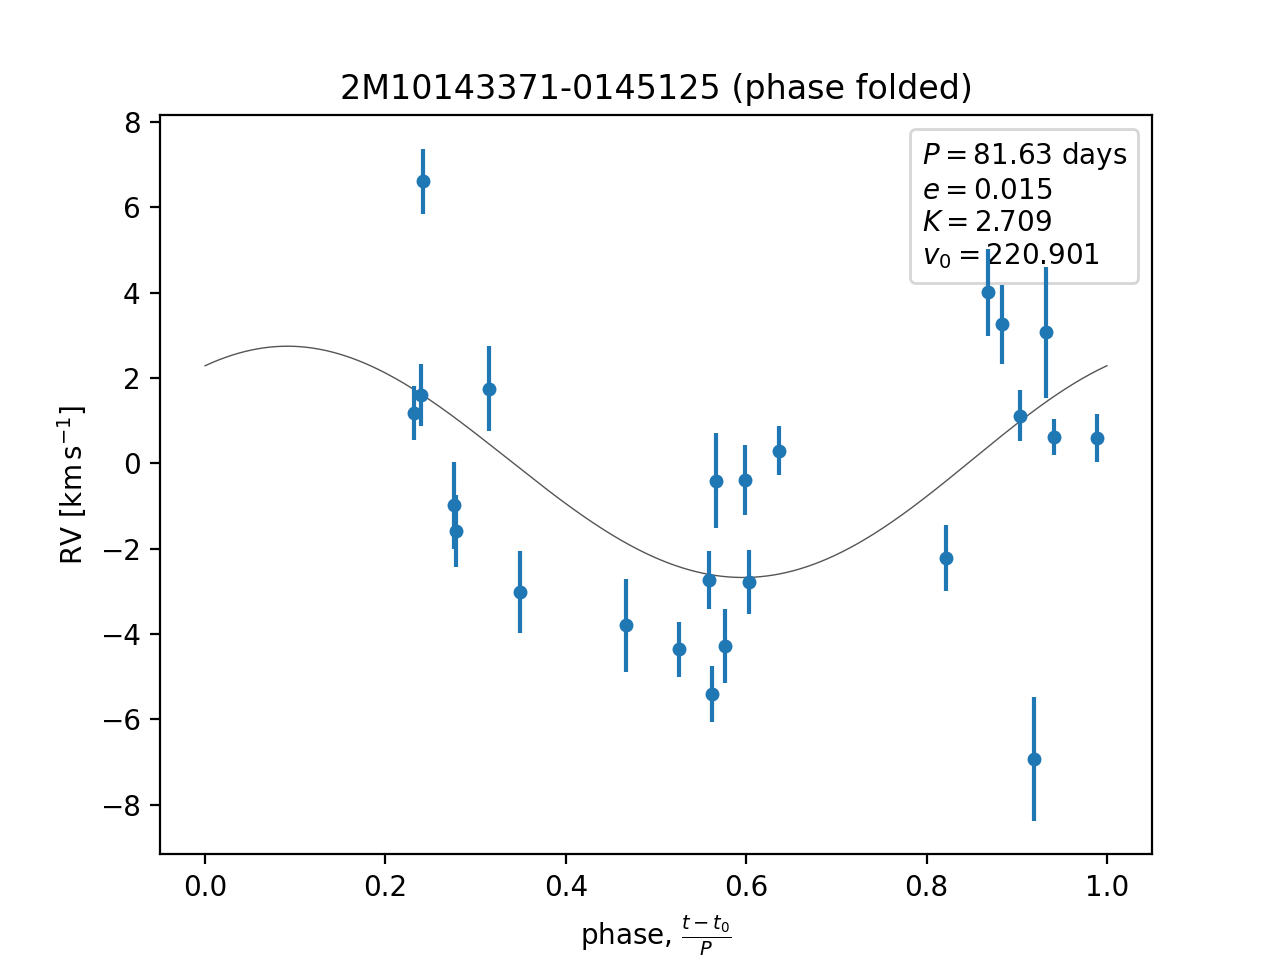 2M10143371-0145125 (phase folded)
P = 81.63 days
e = 0.015
K = 2.709
v₀ = 220.901
RV [km s⁻¹]
8
6
4
2
0
−2
−4
−6
−8
0.0 0.2 0.4 0.6 0.8 1.0
phase, (t − t₀)/P